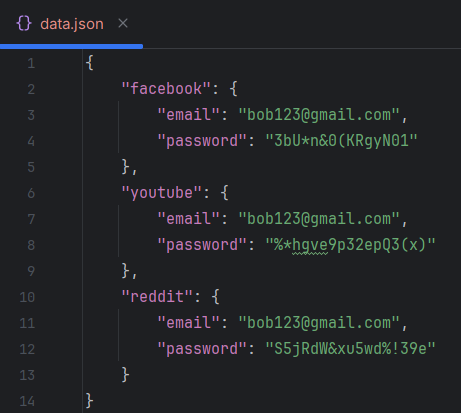 {} data.json ×
1 {
2 "facebook": {
3 "email": "bob123@gmail.com",
4 "password": "3bU*n&0(KRgyN01"
5 },
6 "youtube": {
7 "email": "bob123@gmail.com",
8 "password": "%*hgve9p32epQ3(x)"
9 },
10 "reddit": {
11 "email": "bob123@gmail.com",
12 "password": "S5jRdW&xuSwd%!39e"
13 }
14 }